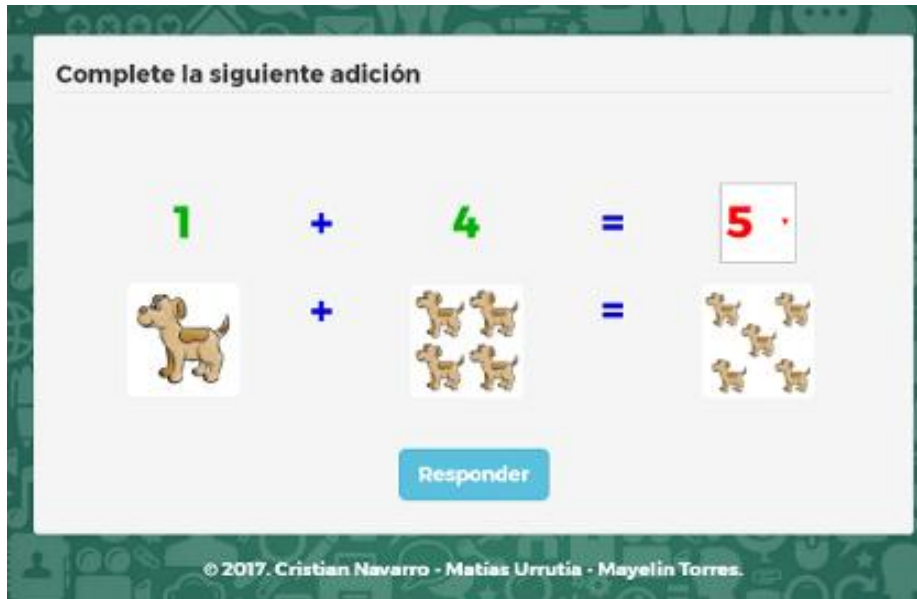 Complete la siguiente adición
1 + 4 = 5
+ =
Responder
© 2017. Cristian Navarro - Matías Urrutia - Mayelin Torres.